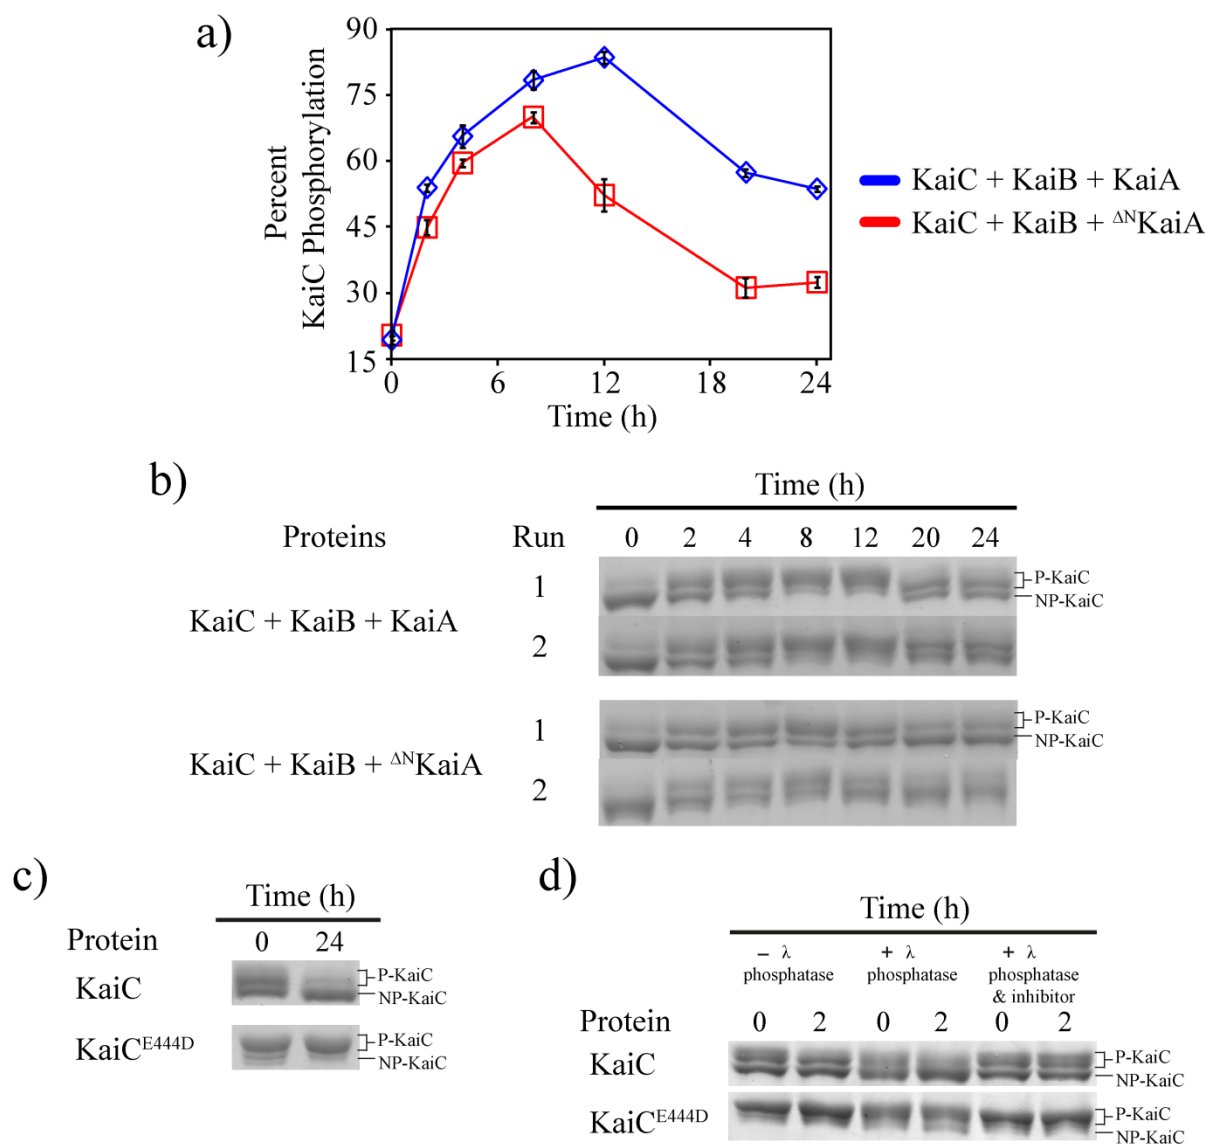 a)
90
75
60
45
30
15
Percent
KaiC Phosphorylation
0 6 12 18 24
Time (h)
KaiC + KaiB + KaiA
KaiC + KaiB + ΔNKaiA
b)
Time (h)
Proteins Run 0 2 4 8 12 20 24
KaiC + KaiB + KaiA
1
P-KaiC
NP-KaiC
2
KaiC + KaiB + ΔNKaiA
1
P-KaiC
NP-KaiC
2
c)
Time (h)
Protein 0 24
KaiC
P-KaiC
NP-KaiC
KaiCE444D
P-KaiC
NP-KaiC
d)
Time (h)
− λ phosphatase
+ λ phosphatase
+ λ phosphatase & inhibitor
Protein 0 2 0 2 0 2
KaiC
P-KaiC
NP-KaiC
KaiCE444D
P-KaiC
NP-KaiC